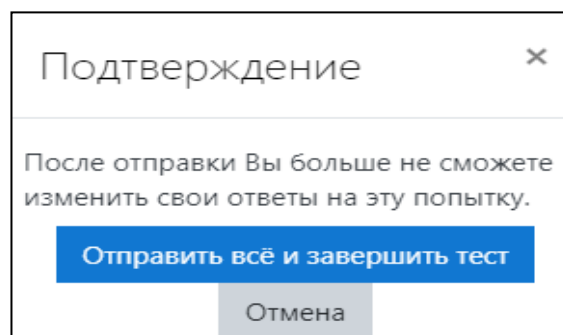 Подтверждение ×
После отправки Вы больше не сможете
изменить свои ответы на эту попытку.
Отправить всё и завершить тест
Отмена